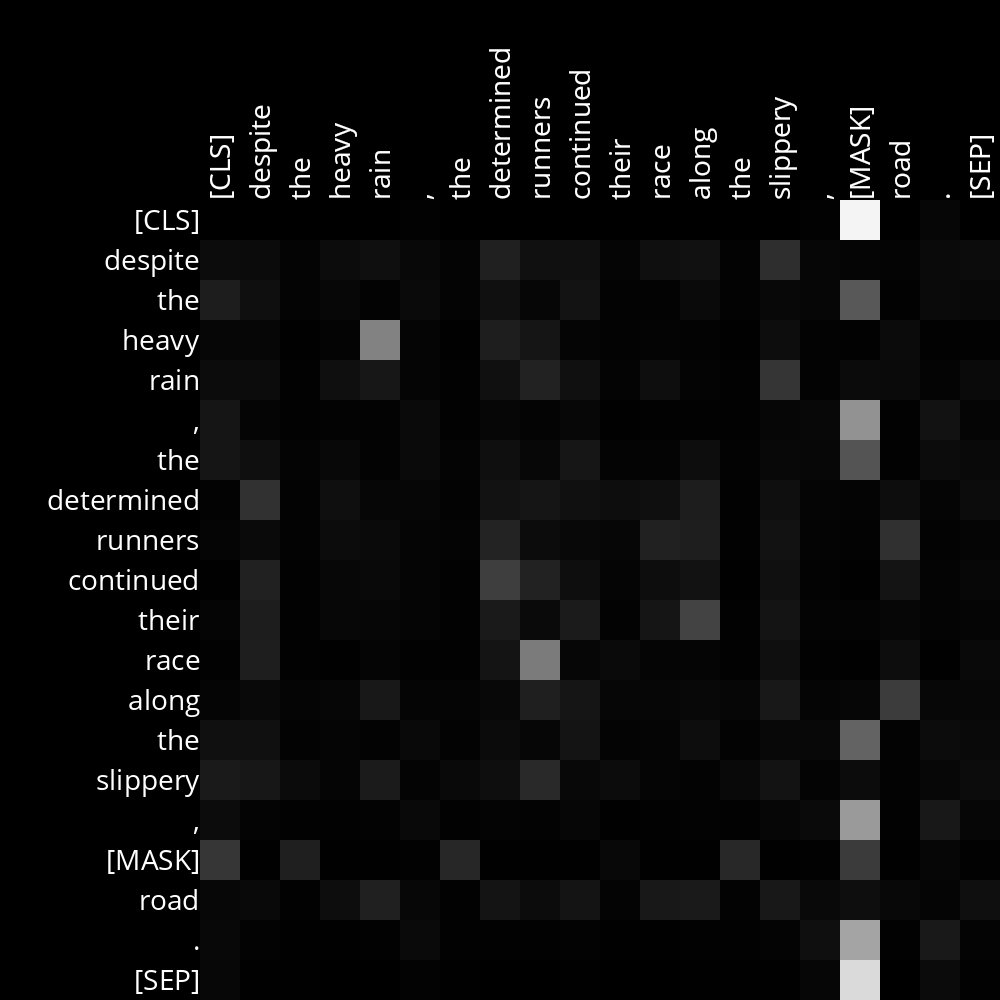 [CLS] despite the heavy rain , the determined runners continued their race along the slippery , [MASK] road . [SEP]
[CLS]
despite
the
heavy
rain
,
the
determined
runners
continued
their
race
along
the
slippery
,
[MASK]
road
.
[SEP]